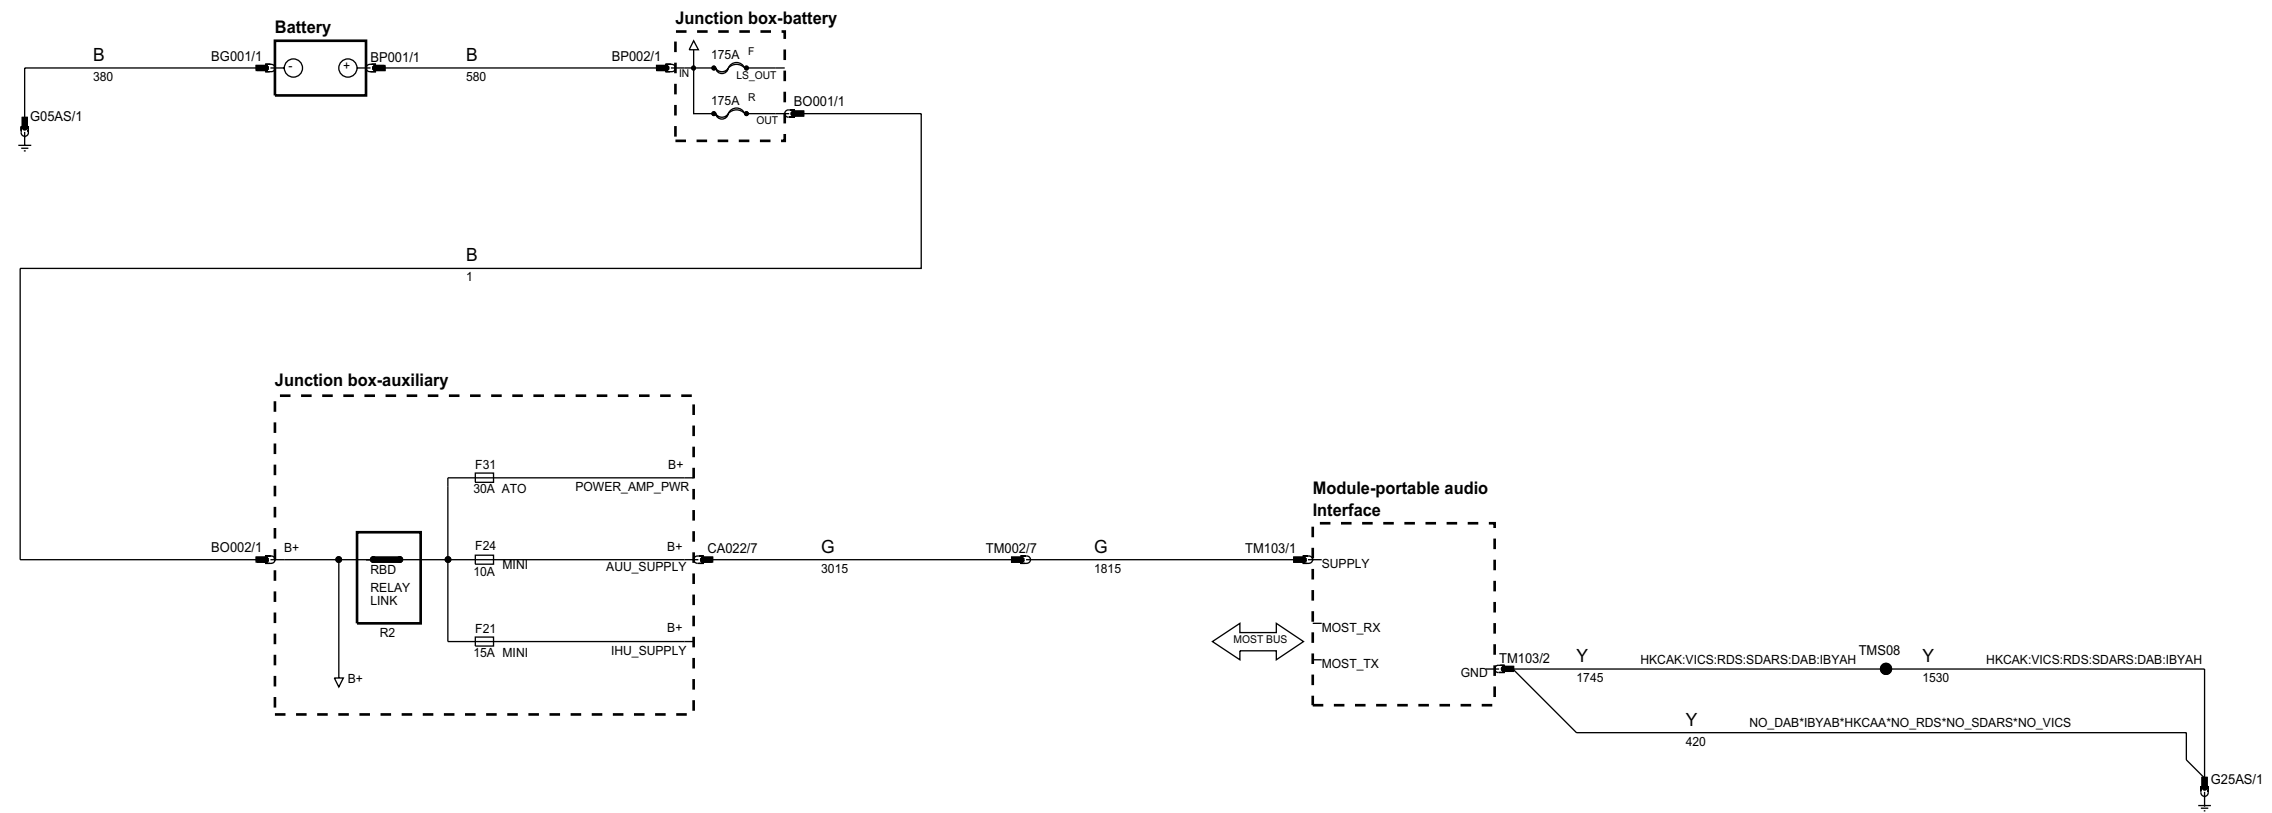 Battery
Junction box-battery
B
380
BG001/1
-
+
BP001/1
B
580
BP002/1
IN
175A F
LS_OUT
175A R
OUT
BO001/1
G05AS/1
B
1
Junction box-auxiliary
F31
30A ATO
B+
POWER_AMP_PWR
BO002/1
B+
RBD
RELAY
LINK
R2
B+
F24
10A MINI
B+
AUU_SUPPLY
F21
15A MINI
B+
IHU_SUPPLY
CA022/7
G
3015
TM002/7
G
1815
TM103/1
Module-portable audio
Interface
SUPPLY
MOST BUS
MOST_RX
MOST_TX
GND
TM103/2
Y
1745
HKCAK:VICS:RDS:SDARS:DAB:IBYAH
TMS08
Y
1530
HKCAK:VICS:RDS:SDARS:DAB:IBYAH
Y
420
NO_DAB*IBYAB*HKCAA*NO_RDS*NO_SDARS*NO_VICS
G25AS/1